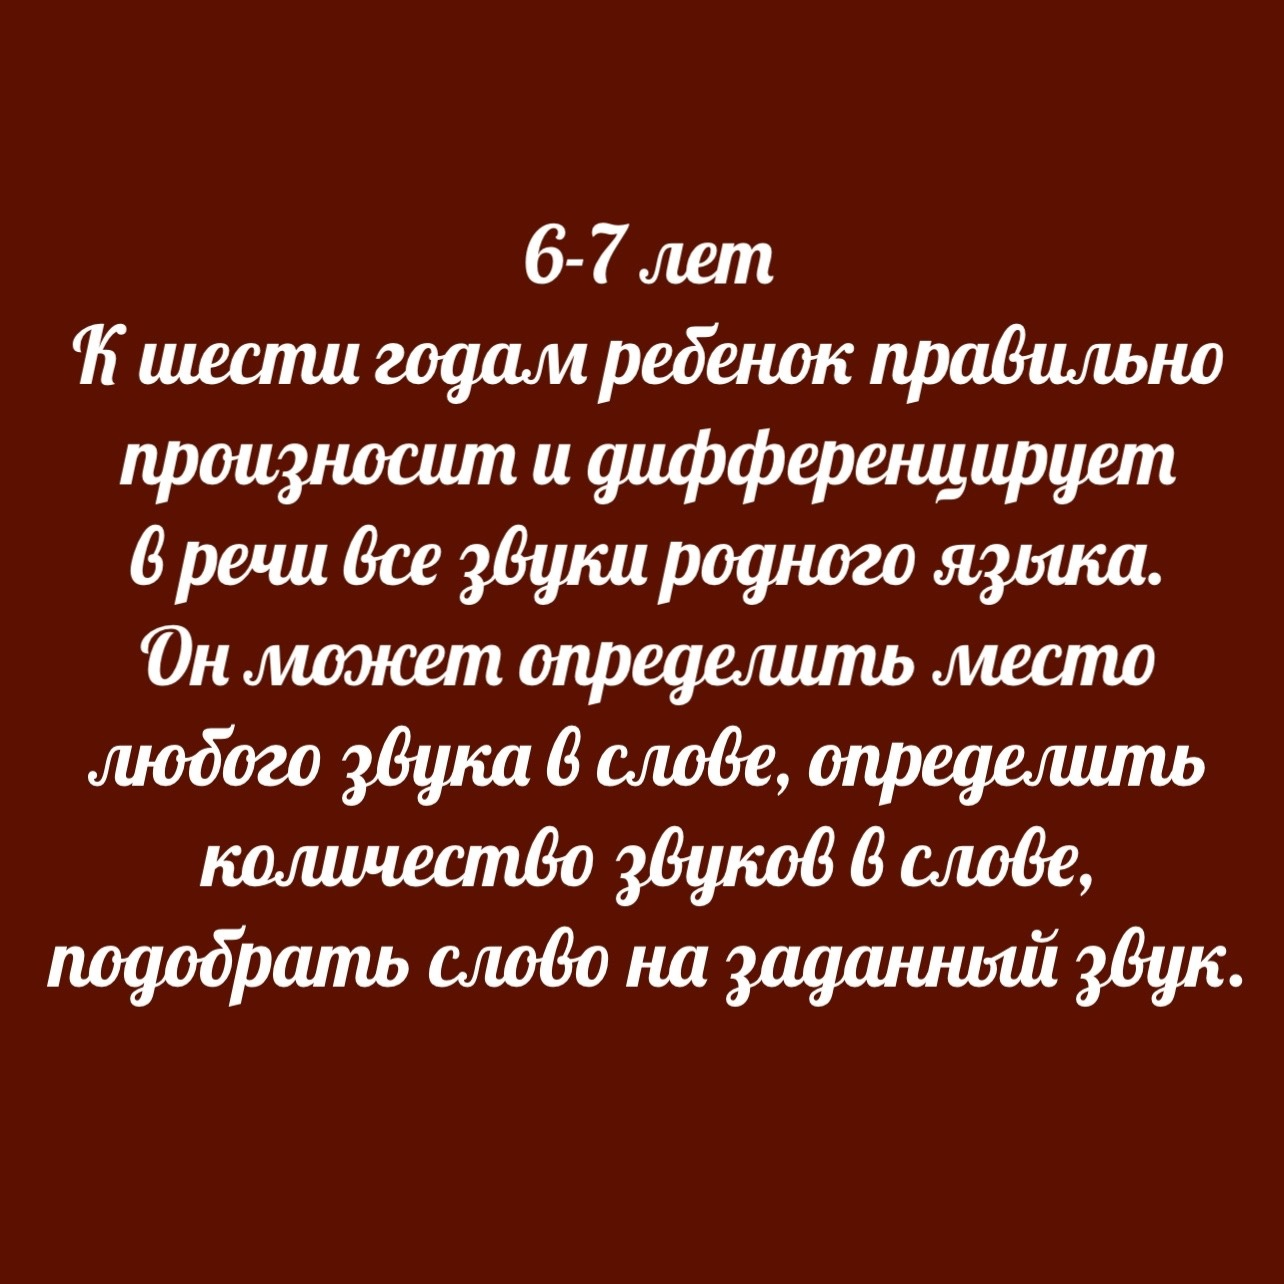 6-7 лет
К шести годам ребенок правильно
произносит и дифференцирует
в речи все звуки родного языка.
Он может определить место
любого звука в слове, определить
количество звуков в слове,
подобрать слово на заданный звук.